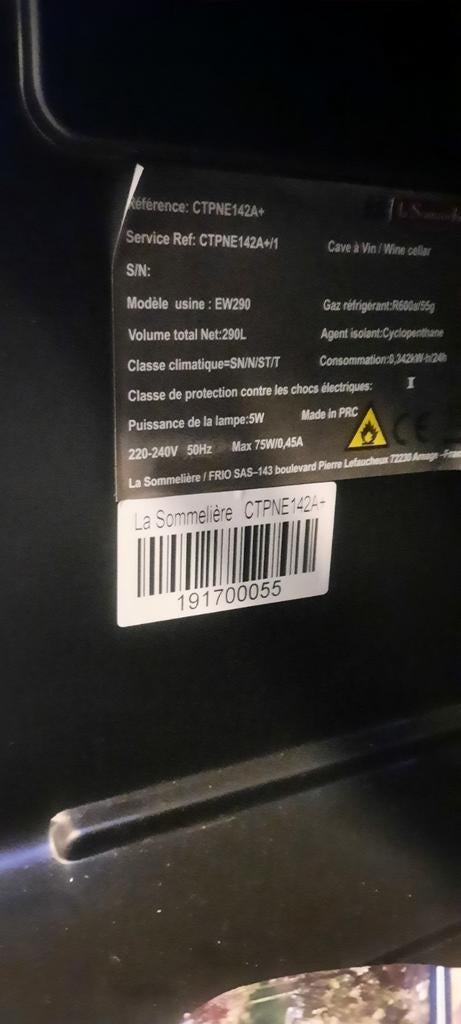 Référence: CTPNE142A+
La Sommelière
Service Ref: CTPNE142A+/1
Cave à Vin / Wine cellar
S/N:
Modèle usine : EW290
Gaz réfrigérant:R600a/55g
Volume total Net:290L
Agent isolant:Cyclopenthane
Classe climatique=SN/N/ST/T
Consommation:0,342kW-h/24h
Classe de protection contre les chocs électriques: I
Puissance de la lampe:5W
Made in PRC
CE
220-240V 50Hz Max 75W/0,45A
La Sommelière / FRIO SAS–143 boulevard Pierre Lefaucheux 72230 Arnage -
La Sommelière CTPNE142A+
191700055